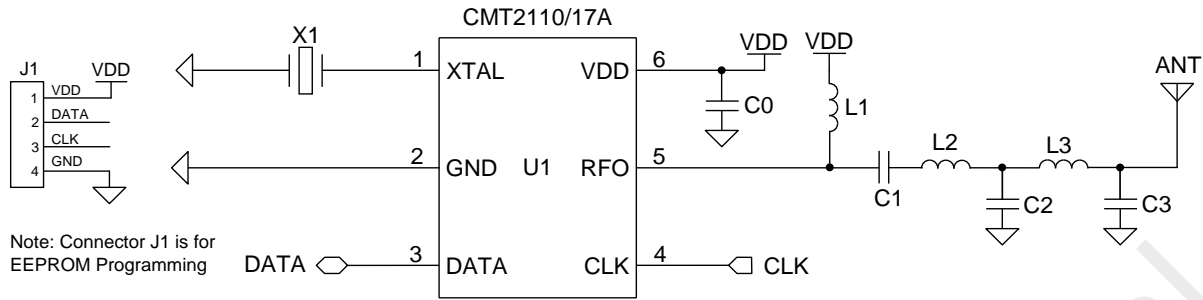 CMT2110/17A
X1
J1
VDD
1 VDD
2 DATA
3 CLK
4 GND
Note: Connector J1 is for
EEPROM Programming
1 XTAL
2 GND
3 DATA
DATA
U1
VDD 6
RFO 5
CLK 4
CLK
VDD
C0
VDD
L1
C1
L2
C2
L3
C3
ANT